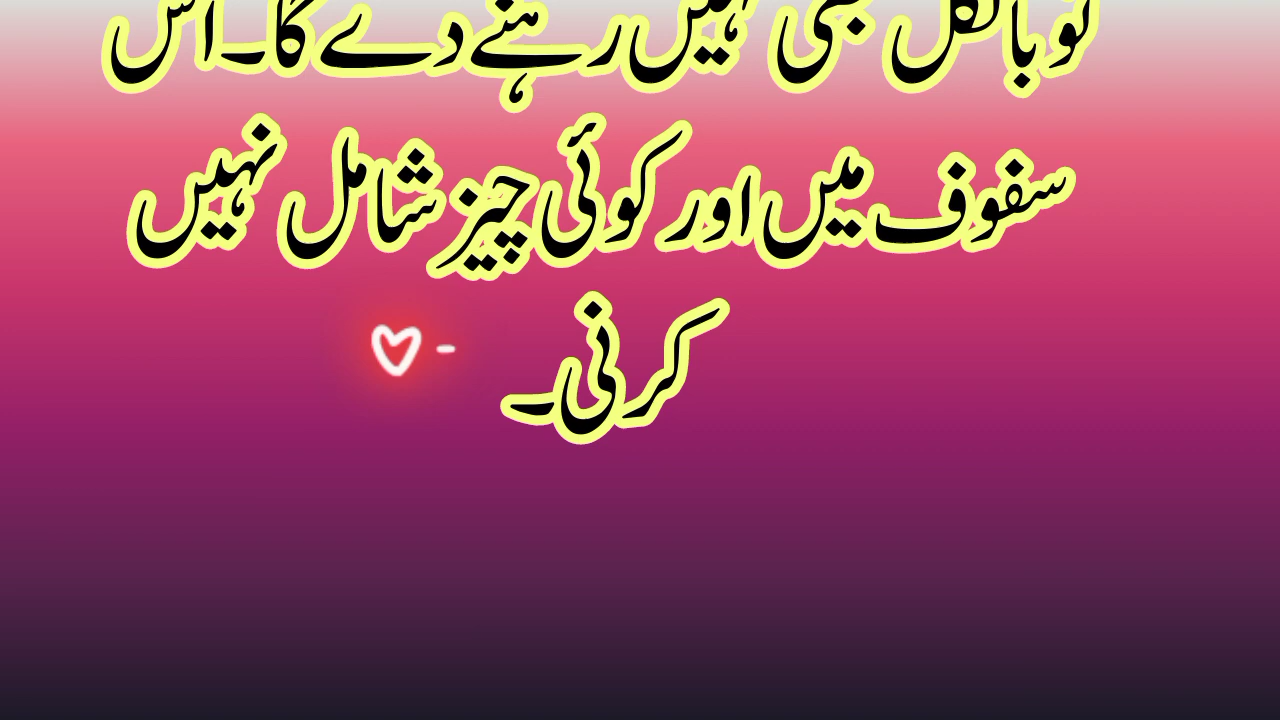 تو بالکل بھی نہیں رہنے دے گا۔ اس
سفوف میں اور کوئی چیز شامل نہیں
کرنی۔